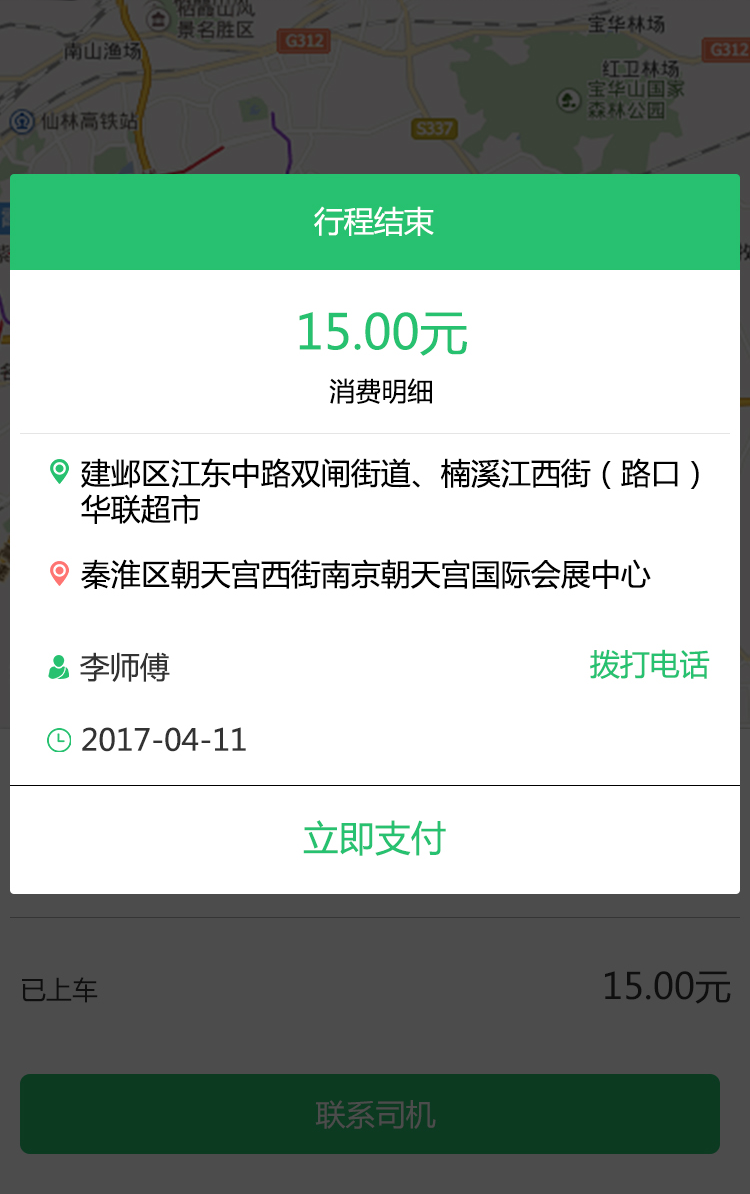 栖霞山风
景名胜区
宝华林场
G312
南山渔场
G312
红卫林场
宝华山国家
森林公园
仙林高铁站
S337
行程结束
15.00元
消费明细
建邺区江东中路双闸街道、楠溪江西街（路口）
华联超市
秦淮区朝天宫西街南京朝天宫国际会展中心
李师傅
拨打电话
2017-04-11
立即支付
已上车
15.00元
联系司机